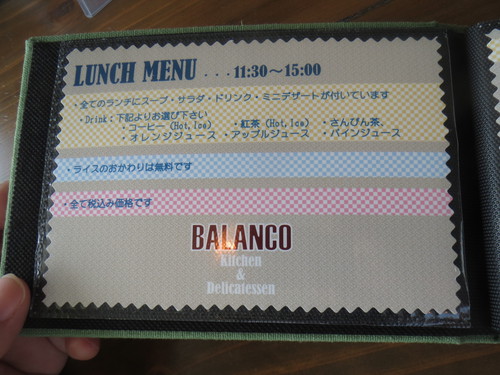 LUNCH MENU ...11:30～15:00
・全てのランチにスープ・サラダ・ドリンク・ミニデザートが付いています
・Drink:下記よりお選び下さい
・コーヒー(Hot,Ice) ・紅茶(Hot,Ice) ・さんぴん茶、
・オレンジジュース ・アップルジュース ・パインジュース
・ライスのおかわりは無料です
・全て税込み価格です
BALANCO
Kitchen
&
Delicatessen